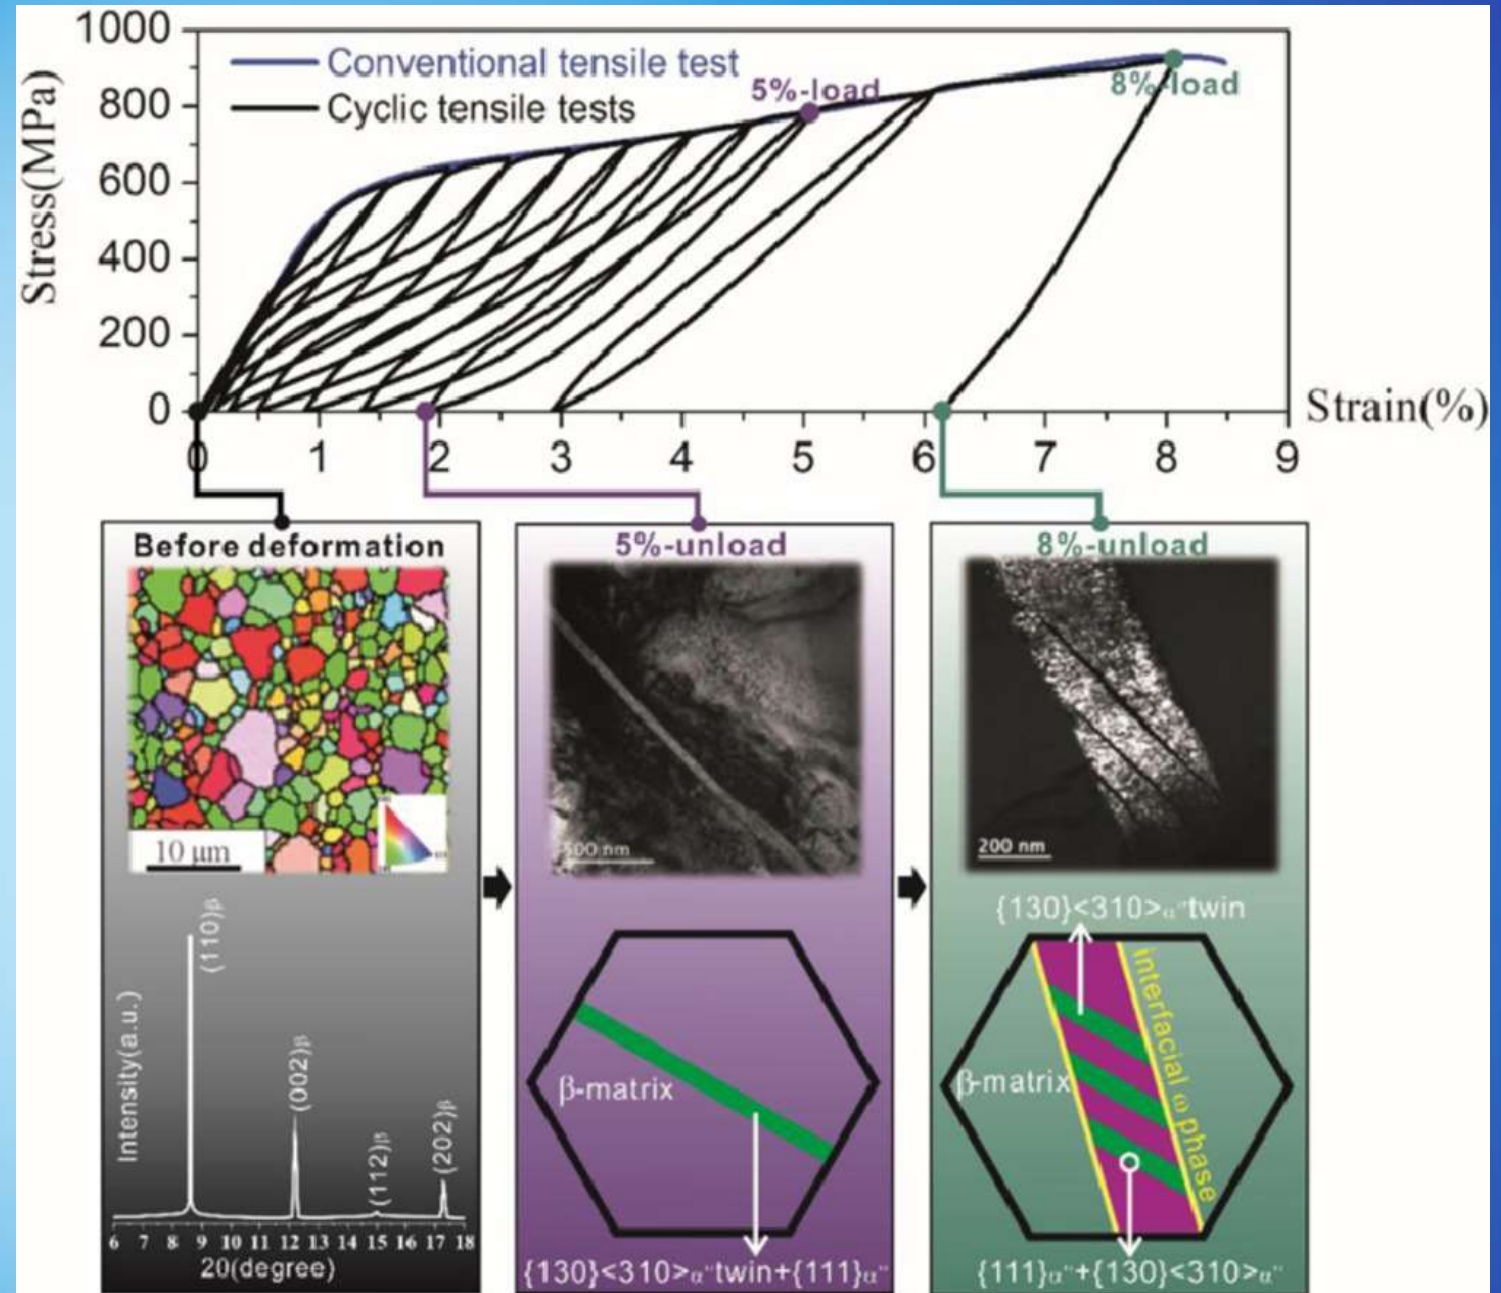 1000
Conventional tensile test
Cyclic tensile tests
5%-load
8%-load
800
600
400
200
0
Stress(MPa)
Strain(%)
0 1 2 3 4 5 6 7 8 9
Before deformation
10 μm
Intensity(a.u.)
(110)β
(002)β
(112)β
(202)β
6 7 8 9 10 11 12 13 14 15 16 17 18
2θ(degree)
5%-unload
500 nm
β-matrix
{130}<310>α"twin+{111}α"
8%-unload
200 nm
{130}<310>α"twin
β-matrix
interfacial ω phase
{111}α"+{130}<310>α"